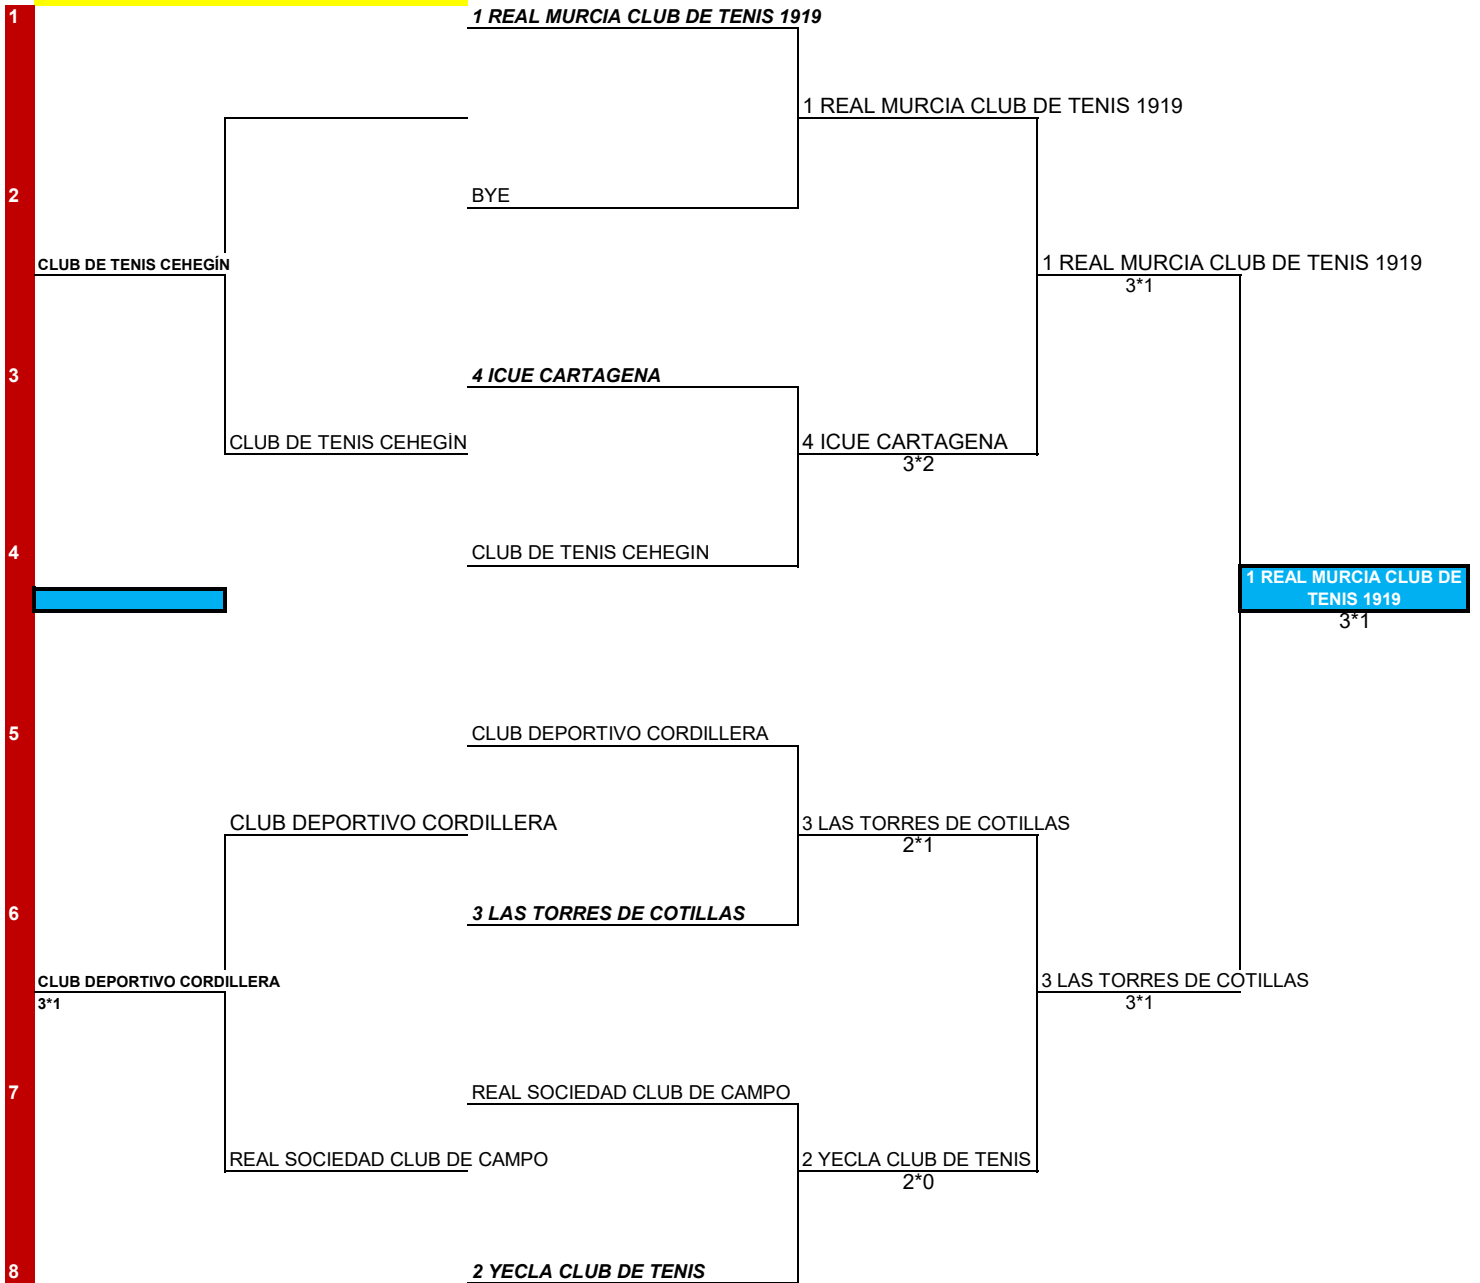 1 1 REAL MURCIA CLUB DE TENIS 1919
1 REAL MURCIA CLUB DE TENIS 1919
2 BYE
CLUB DE TENIS CEHEGÍN 1 REAL MURCIA CLUB DE TENIS 1919
3*1
3 4 ICUE CARTAGENA
CLUB DE TENIS CEHEGÍN 4 ICUE CARTAGENA
3*2
4 CLUB DE TENIS CEHEGIN
1 REAL MURCIA CLUB DE
TENIS 1919
3*1
5 CLUB DEPORTIVO CORDILLERA
CLUB DEPORTIVO CORDILLERA 3 LAS TORRES DE COTILLAS
2*1
6 3 LAS TORRES DE COTILLAS
CLUB DEPORTIVO CORDILLERA 3 LAS TORRES DE COTILLAS
3*1 3*1
7 REAL SOCIEDAD CLUB DE CAMPO
REAL SOCIEDAD CLUB DE CAMPO 2 YECLA CLUB DE TENIS
2*0
8 2 YECLA CLUB DE TENIS